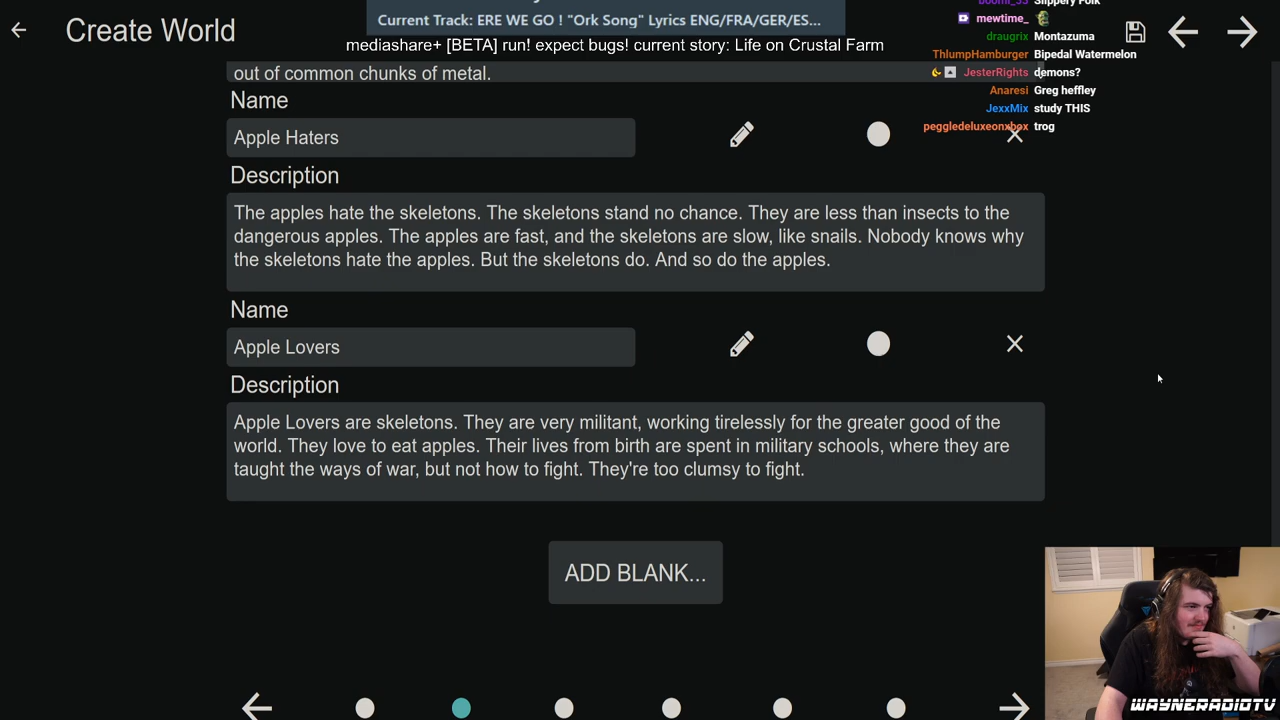 Create World
Current Track: ERE WE GO ! "Ork Song" Lyrics ENG/FRA/GER/ES...
mediashare+ [BETA] run! expect bugs! current story: Life on Crustal Farm
Slippery Folk
mewtime_
draugrix Montazuma
ThlumpHamburger Bipedal Watermelon
JesterRights demons?
Anaresi Greg heffley
JexxMix study THIS
peggledeluxeonxbox trog
out of common chunks of metal.
Name
Apple Haters
Description
The apples hate the skeletons. The skeletons stand no chance. They are less than insects to the
dangerous apples. The apples are fast, and the skeletons are slow, like snails. Nobody knows why
the skeletons hate the apples. But the skeletons do. And so do the apples.
Name
Apple Lovers
Description
Apple Lovers are skeletons. They are very militant, working tirelessly for the greater good of the
world. They love to eat apples. Their lives from birth are spent in military schools, where they are
taught the ways of war, but not how to fight. They're too clumsy to fight.
ADD BLANK...
WAYNERADIOTV